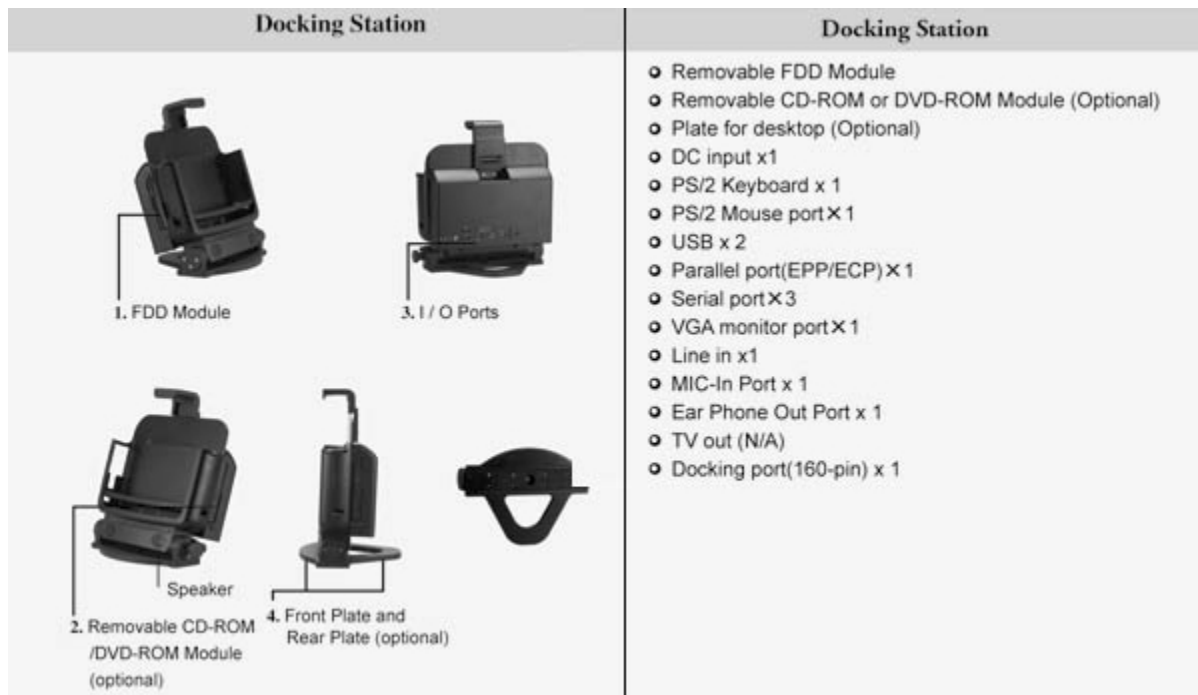 Docking Station
1. FDD Module
3. I / O Ports
Speaker
2. Removable CD-ROM
/DVD-ROM Module
(optional)
4. Front Plate and
Rear Plate (optional)
Docking Station
Removable FDD Module
Removable CD-ROM or DVD-ROM Module (Optional)
Plate for desktop (Optional)
DC input x1
PS/2 Keyboard x 1
PS/2 Mouse port×1
USB x 2
Parallel port(EPP/ECP)×1
Serial port×3
VGA monitor port×1
Line in x1
MIC-In Port x 1
Ear Phone Out Port x 1
TV out (N/A)
Docking port(160-pin) x 1